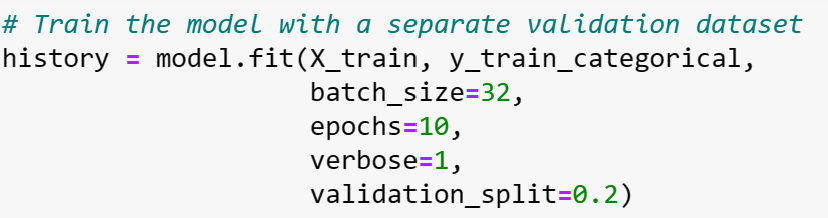 # Train the model with a separate validation dataset
history = model.fit(X_train, y_train_categorical,
                    batch_size=32,
                    epochs=10,
                    verbose=1,
                    validation_split=0.2)